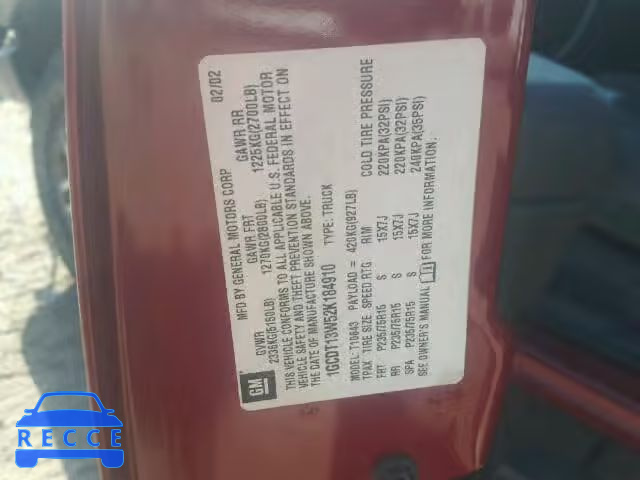 GM
MFD BY GENERAL MOTORS CORP 02/02
GVWR GAWR FRT GAWR RR
2336KG(5150LB) 1270KG(2800LB) 1225KG(2700LB)
THIS VEHICLE CONFORMS TO ALL APPLICABLE U.S. FEDERAL MOTOR
VEHICLE SAFETY AND THEFT PREVENTION STANDARDS IN EFFECT ON
THE DATE OF MANUFACTURE SHOWN ABOVE.
1GCDT13W52K184910 TYPE: TRUCK
MODEL: T10643 PAYLOAD = 420KG(927LB)
TPAK TIRE SIZE SPEED RTG RIM COLD TIRE PRESSURE
FRT P235/75R15 S 15X7J 220KPA(32PSI)
RR P235/75R15 S 15X7J 220KPA(32PSI)
SPA P235/75R15 S 15X7J 240KPA(35PSI)
SEE OWNER'S MANUAL FOR MORE INFORMATION.
RECCE